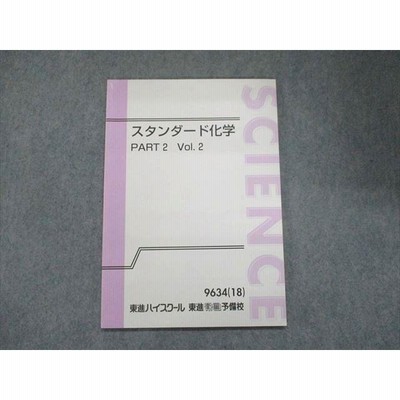 スタンダード化学
PART 2 Vol. 2
SCIENCE
9634(18)
東進ハイスクール 東進衛星予備校